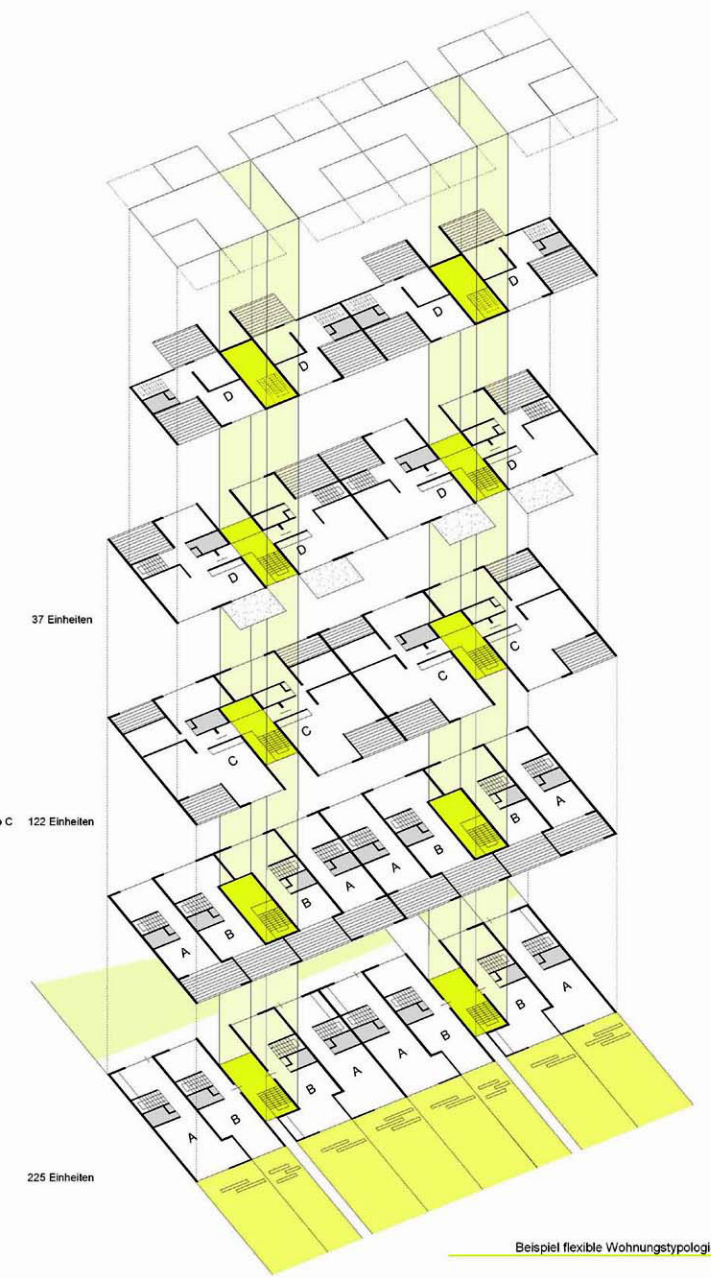 D D D D
D D D D
37 Einheiten
C C C C
C 122 Einheiten
A B B A A B B A
A B B A A B B A
225 Einheiten
Beispiel flexible Wohnungstypologi